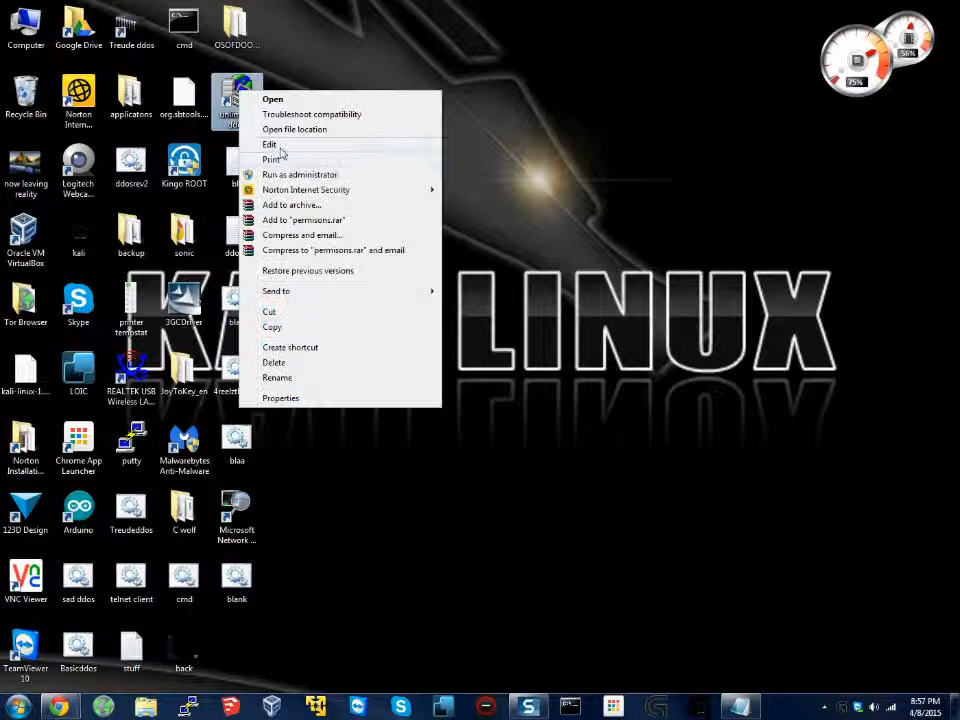 Computer
Google Drive
Treude ddos
cmd
OSOFDOO...
56%
75%
Recycle Bin
Norton
Intern...
applicatons
org.sbtools....
Open
Troubleshoot compatibility
Open file location
Edit
Print
Run as administrator
Norton Internet Security
Add to archive...
Add to "permisons.rar"
Compress and email...
Compress to "permisons.rar" and email
Restore previous versions
Send to
Cut
Copy
Create shortcut
Delete
Rename
Properties
now leaving
reality
Logitech
Webca...
ddosrev2
Kingo ROOT
Oracle VM
VirtualBox
kali
backup
sonic
Tor Browser
Skype
printer
tempstat
3GCDriver
LINUX
kali-linux-1....
LOIC
REALTEK USB
Wireless LA...
JoyToKey_en
Norton
Installati...
Chrome App
Launcher
putty
Malwarebytes
Anti-Malware
blaa
123D Design
Arduino
Treudeddos
C wolf
Microsoft
Network ...
VNC Viewer
sad ddos
telnet client
cmd
blank
TeamViewer
10
Basicddos
stuff
back
8:57 PM
4/8/2015